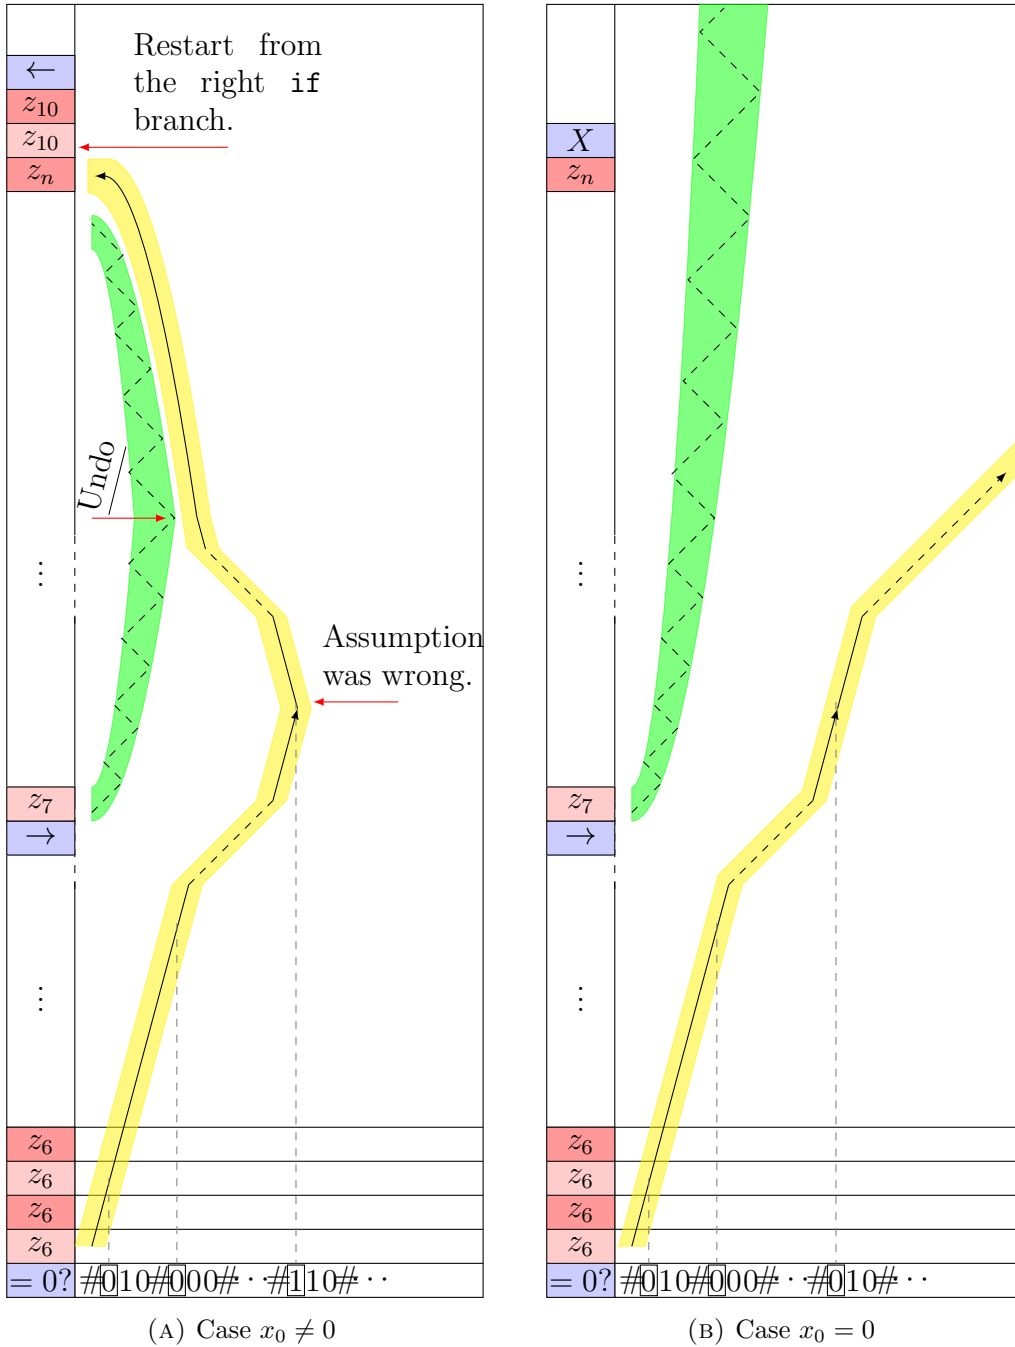 Restart from
the right if
branch.
←
z10
z10
zn
Undo
⋮
Assumption
was wrong.
z7
→
⋮
z6
z6
z6
z6
= 0? #010#000#··#110#···
(A) Case x0 ≠ 0
X
zn
⋮
z7
→
⋮
z6
z6
z6
z6
= 0? #010#000#··#010#···
(B) Case x0 = 0